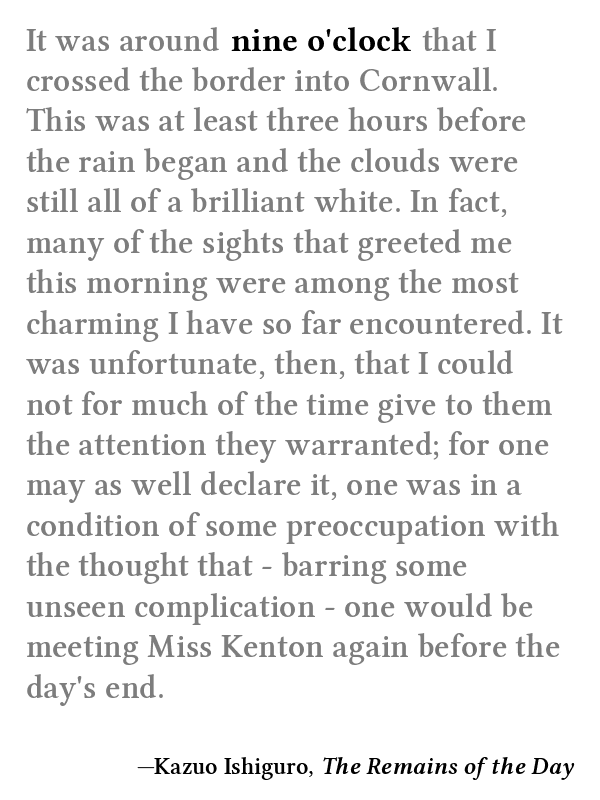 It was around nine o'clock that I
crossed the border into Cornwall.
This was at least three hours before
the rain began and the clouds were
still all of a brilliant white. In fact,
many of the sights that greeted me
this morning were among the most
charming I have so far encountered. It
was unfortunate, then, that I could
not for much of the time give to them
the attention they warranted; for one
may as well declare it, one was in a
condition of some preoccupation with
the thought that - barring some
unseen complication - one would be
meeting Miss Kenton again before the
day's end.
—Kazuo Ishiguro, The Remains of the Day